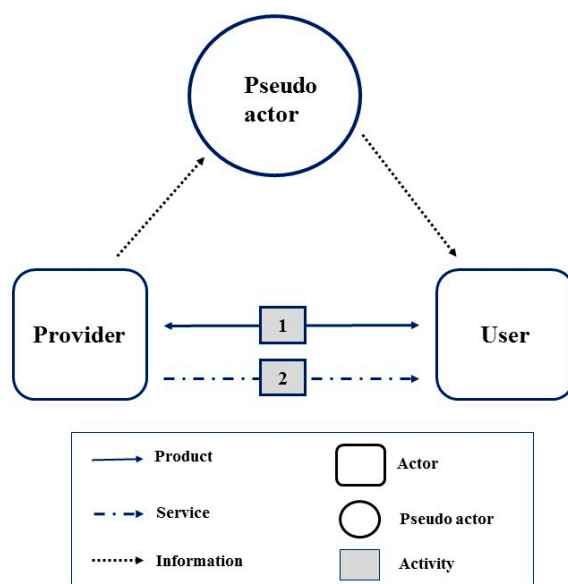 Pseudo
actor
Provider
1
User
2
Product
Actor
Service
Pseudo actor
Information
Activity